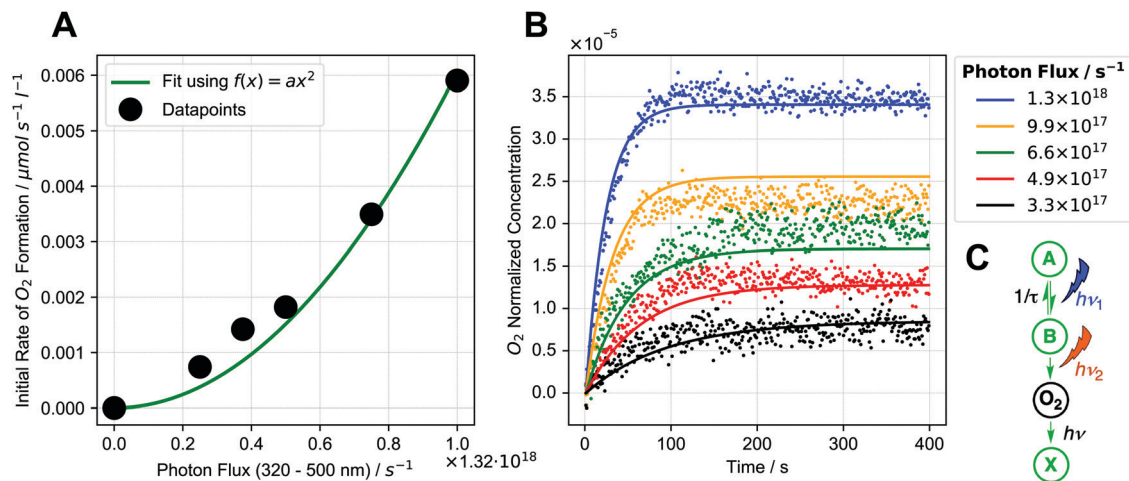 A
Initial Rate of O₂ Formation / μmol s⁻¹ l⁻¹
Fit using f(x) = ax²
Datapoints
0.006
0.005
0.004
0.003
0.002
0.001
0.000
0.0 0.2 0.4 0.6 0.8 1.0
Photon Flux (320 - 500 nm) / s⁻¹
×1.32·10¹⁸
B
×10⁻⁵
O₂ Normalized Concentration
3.5
3.0
2.5
2.0
1.5
1.0
0.5
0.0
0 100 200 300 400
Time / s
Photon Flux / s⁻¹
1.3×10¹⁸
9.9×10¹⁷
6.6×10¹⁷
4.9×10¹⁷
3.3×10¹⁷
C
A
1/τ
hν₁
B
hν₂
O₂
hν
X